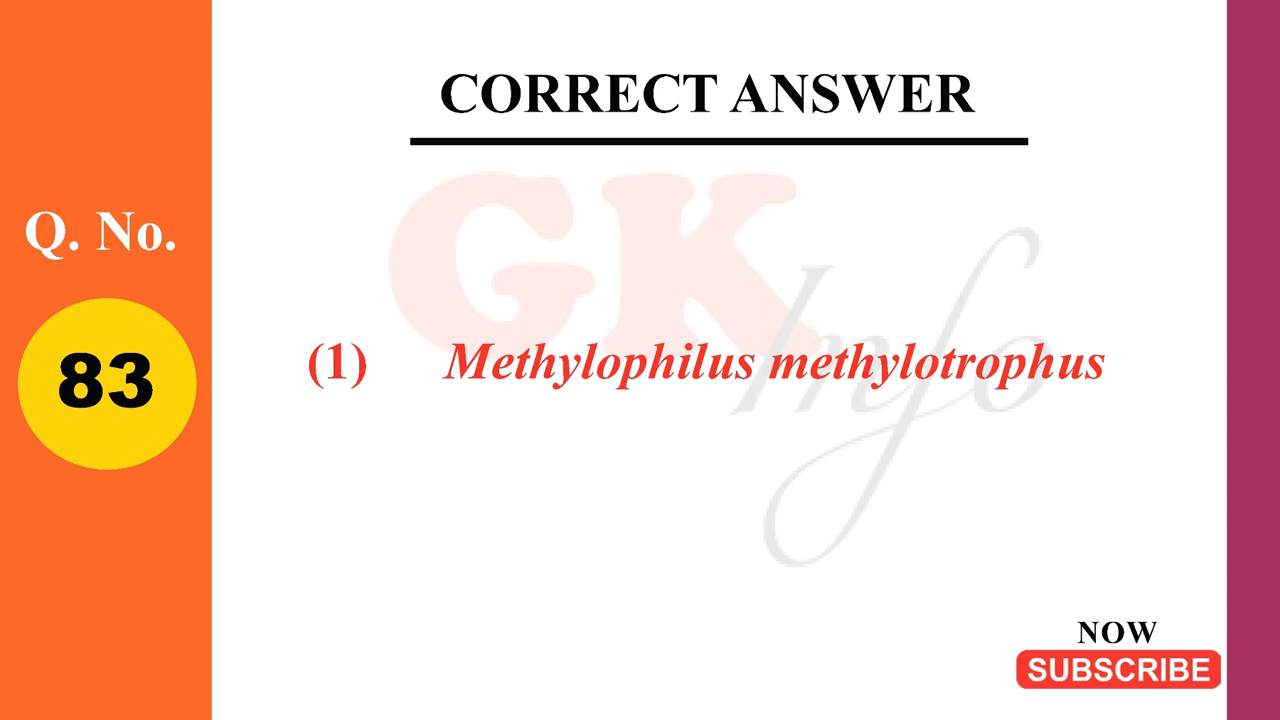 CORRECT ANSWER
Q. No.
83
GK
Info
(1) Methylophilus methylotrophus
NOW
SUBSCRIBE